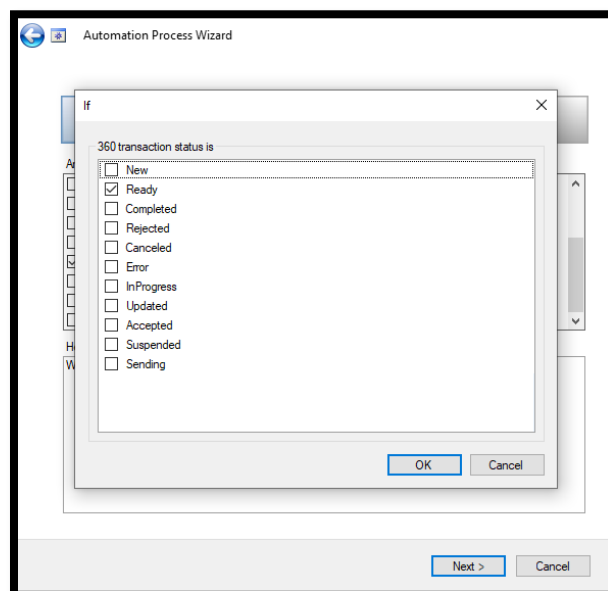 Automation Process Wizard
If
360 transaction status is
New
Ready
Completed
Rejected
Canceled
Error
InProgress
Updated
Accepted
Suspended
Sending
OK Cancel
Next > Cancel